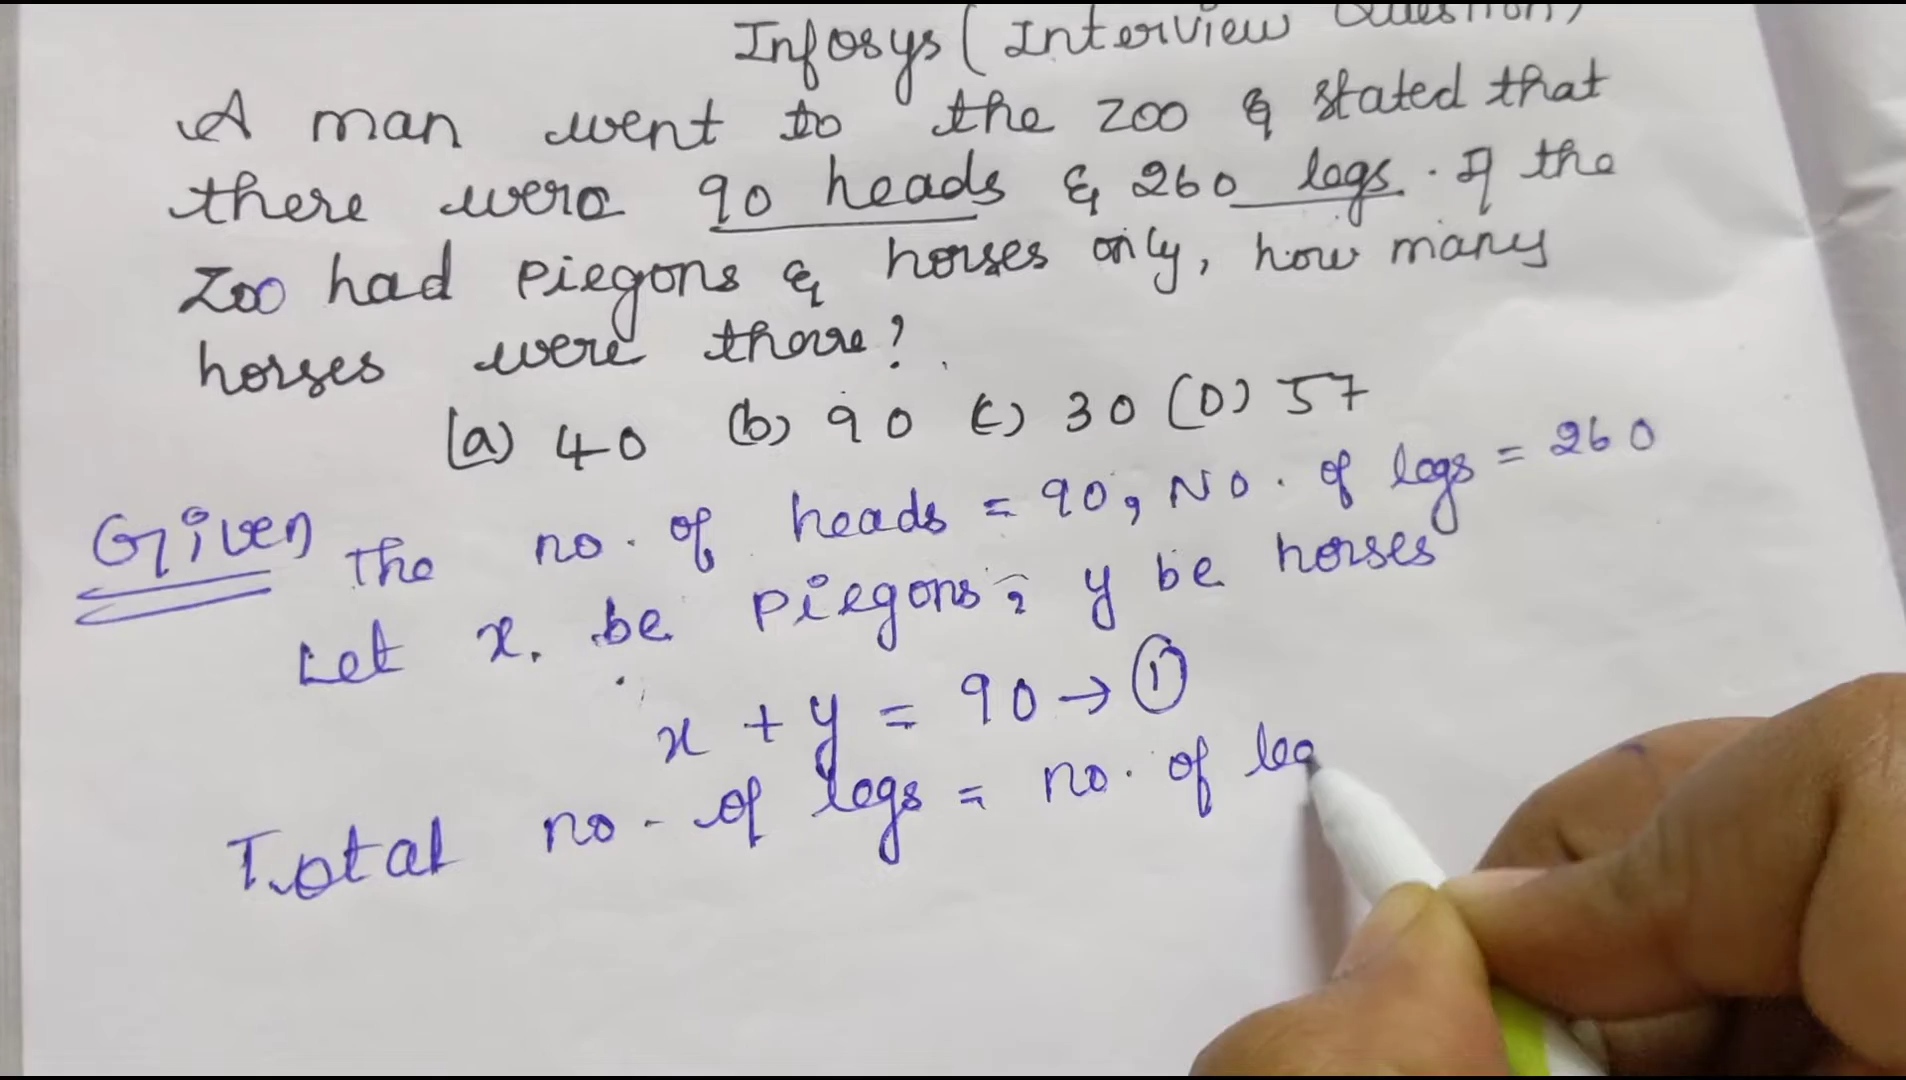 Infosys (Interview Question)
A man went to the zoo & stated that
there were 90 heads & 260 legs. If the
Zoo had Piegons & horses only, how many
horses were there?
(a) 40 (b) 90 (c) 30 (D) 57
Given The no. of heads = 90, No. of legs = 260
Let x. be Piegons, y be horses
x + y = 90 → ①
Total no. of legs = no. of leg